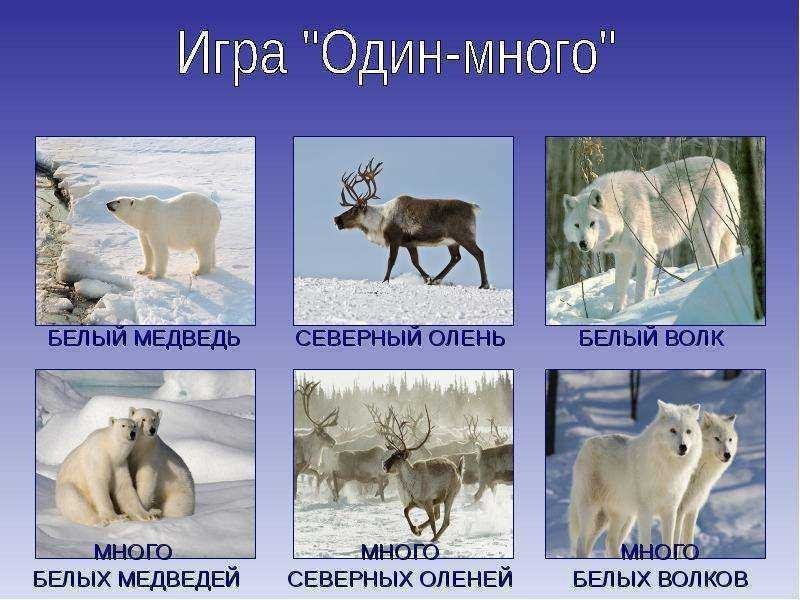 Игра "Один-много"
БЕЛЫЙ МЕДВЕДЬ
СЕВЕРНЫЙ ОЛЕНЬ
БЕЛЫЙ ВОЛК
МНОГО
БЕЛЫХ МЕДВЕДЕЙ
МНОГО
СЕВЕРНЫХ ОЛЕНЕЙ
МНОГО
БЕЛЫХ ВОЛКОВ